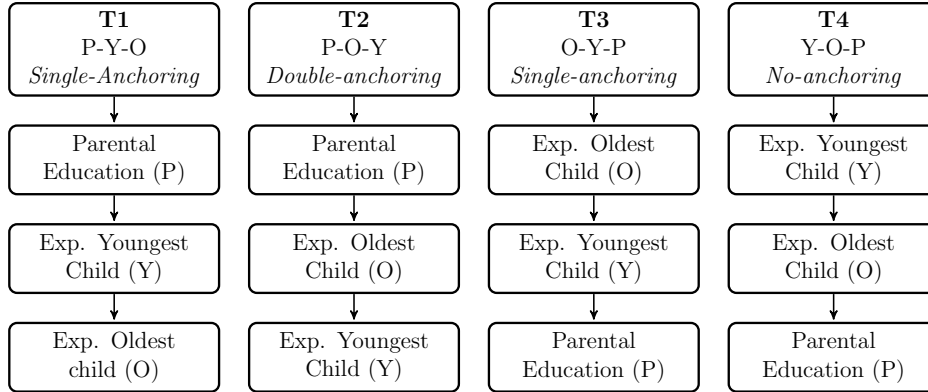 T1
P-Y-O
Single-Anchoring
Parental
Education (P)
Exp. Youngest
Child (Y)
Exp. Oldest
child (O)
T2
P-O-Y
Double-anchoring
Parental
Education (P)
Exp. Oldest
Child (O)
Exp. Youngest
Child (Y)
T3
O-Y-P
Single-anchoring
Exp. Oldest
Child (O)
Exp. Youngest
Child (Y)
Parental
Education (P)
T4
Y-O-P
No-anchoring
Exp. Youngest
Child (Y)
Exp. Oldest
Child (O)
Parental
Education (P)